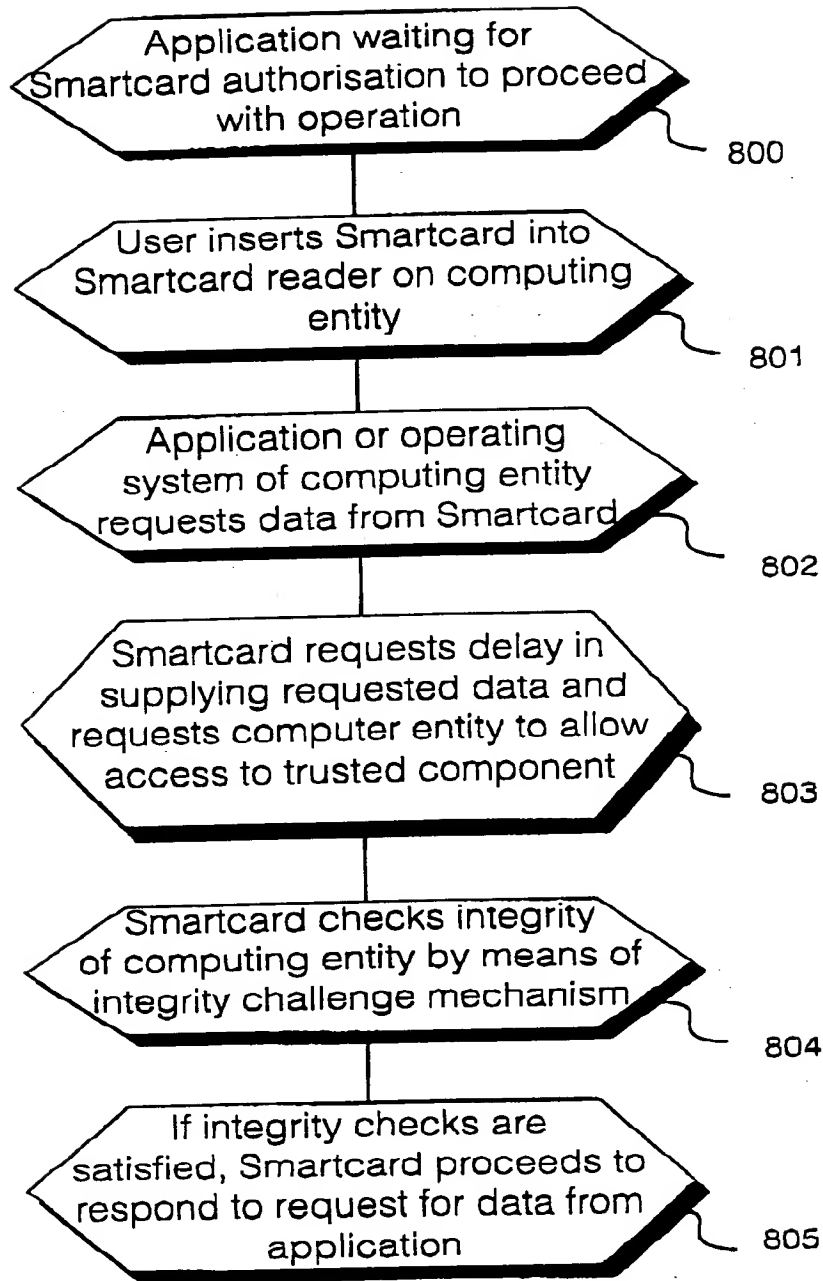 Application waiting for
Smartcard authorisation to proceed
with operation
800
User inserts Smartcard into
Smartcard reader on computing
entity
801
Application or operating
system of computing entity
requests data from Smartcard
802
Smartcard requests delay in
supplying requested data and
requests computer entity to allow
access to trusted component
803
Smartcard checks integrity
of computing entity by means of
integrity challenge mechanism
804
If integrity checks are
satisfied, Smartcard proceeds to
respond to request for data from
application
805